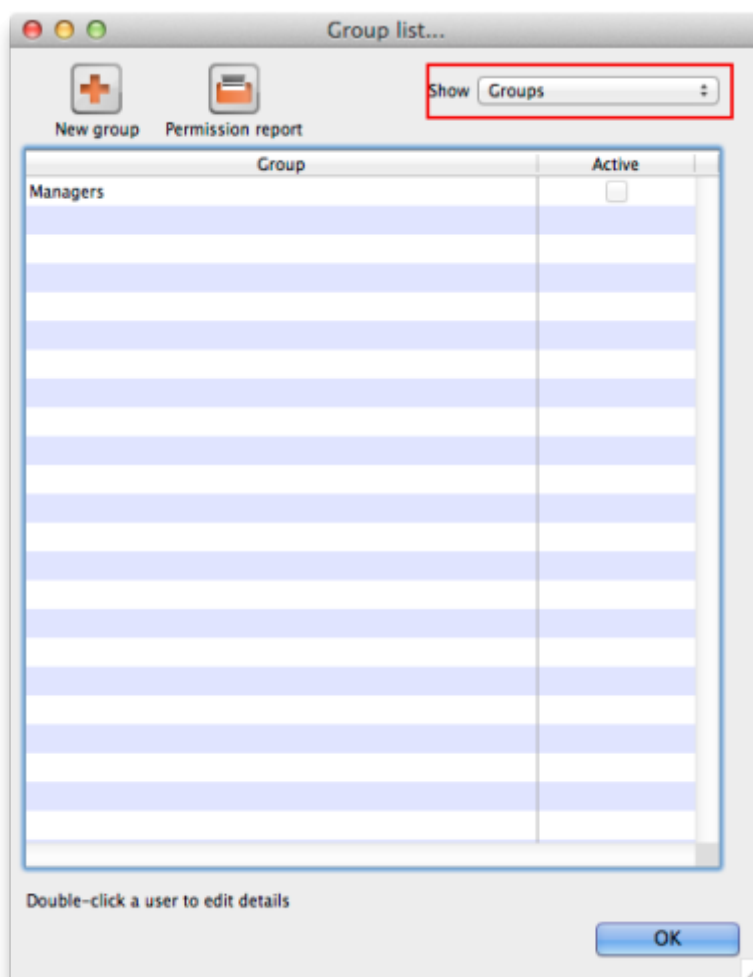 Group list...
Show Groups
New group Permission report
Group Active
Managers
Double-click a user to edit details
OK